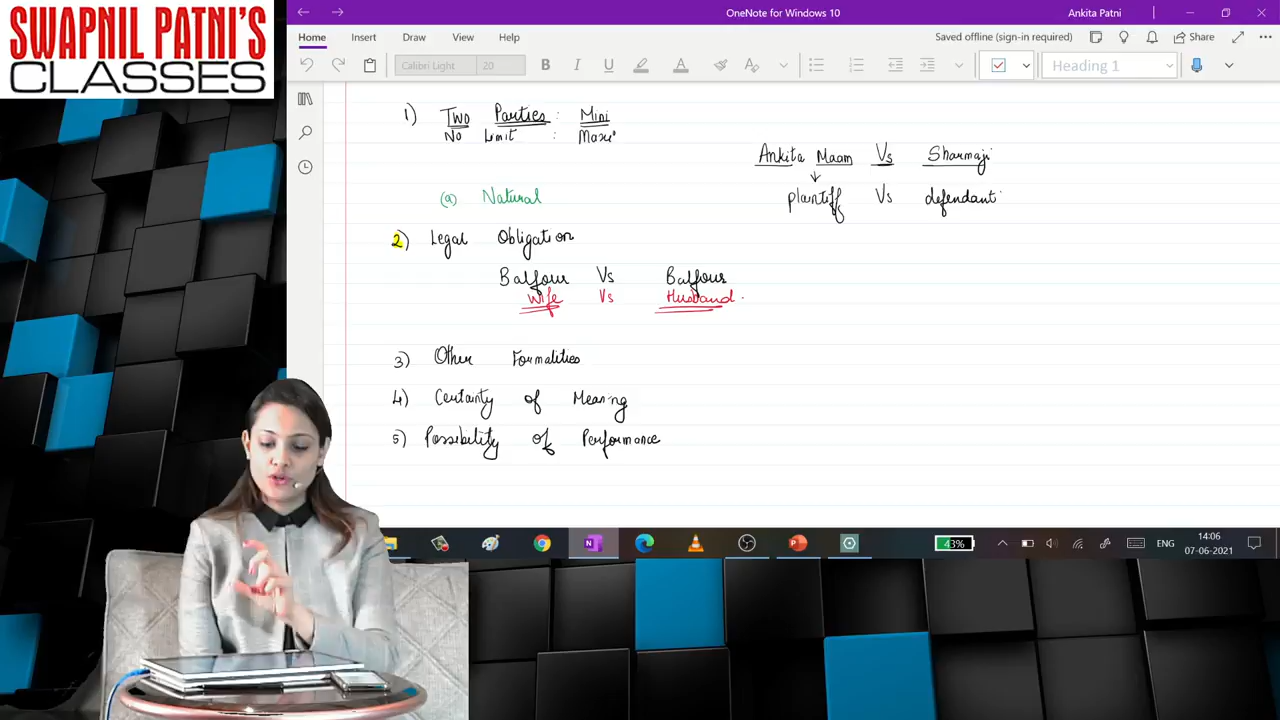 SWAPNIL PATNI'S
CLASSES
OneNote for Windows 10
Ankita Patni
Home Insert Draw View Help
Saved offline (sign-in required)
Share
Calibri Light 20
B I U A
Heading 1
1) Two Parties : Mini
No Limit : Maxi
Ankita Maam Vs Sharmaji
plaintiff Vs defendant
(a) Natural
2) Legal Obligation
Balfour Vs Balfour
Wife Vs Husband
3) Other Formalities
4) Certainty of Meaning
5) Possibility of Performance
43%
ENG
14:06
07-06-2021